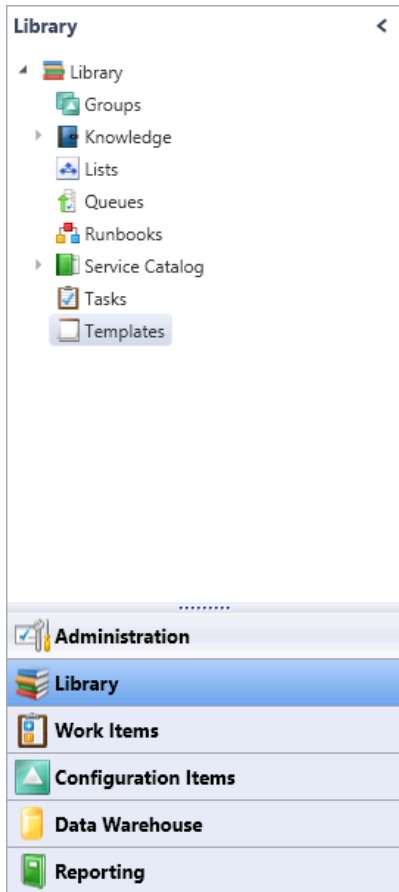 Library
Library
Groups
Knowledge
Lists
Queues
Runbooks
Service Catalog
Tasks
Templates
Administration
Library
Work Items
Configuration Items
Data Warehouse
Reporting